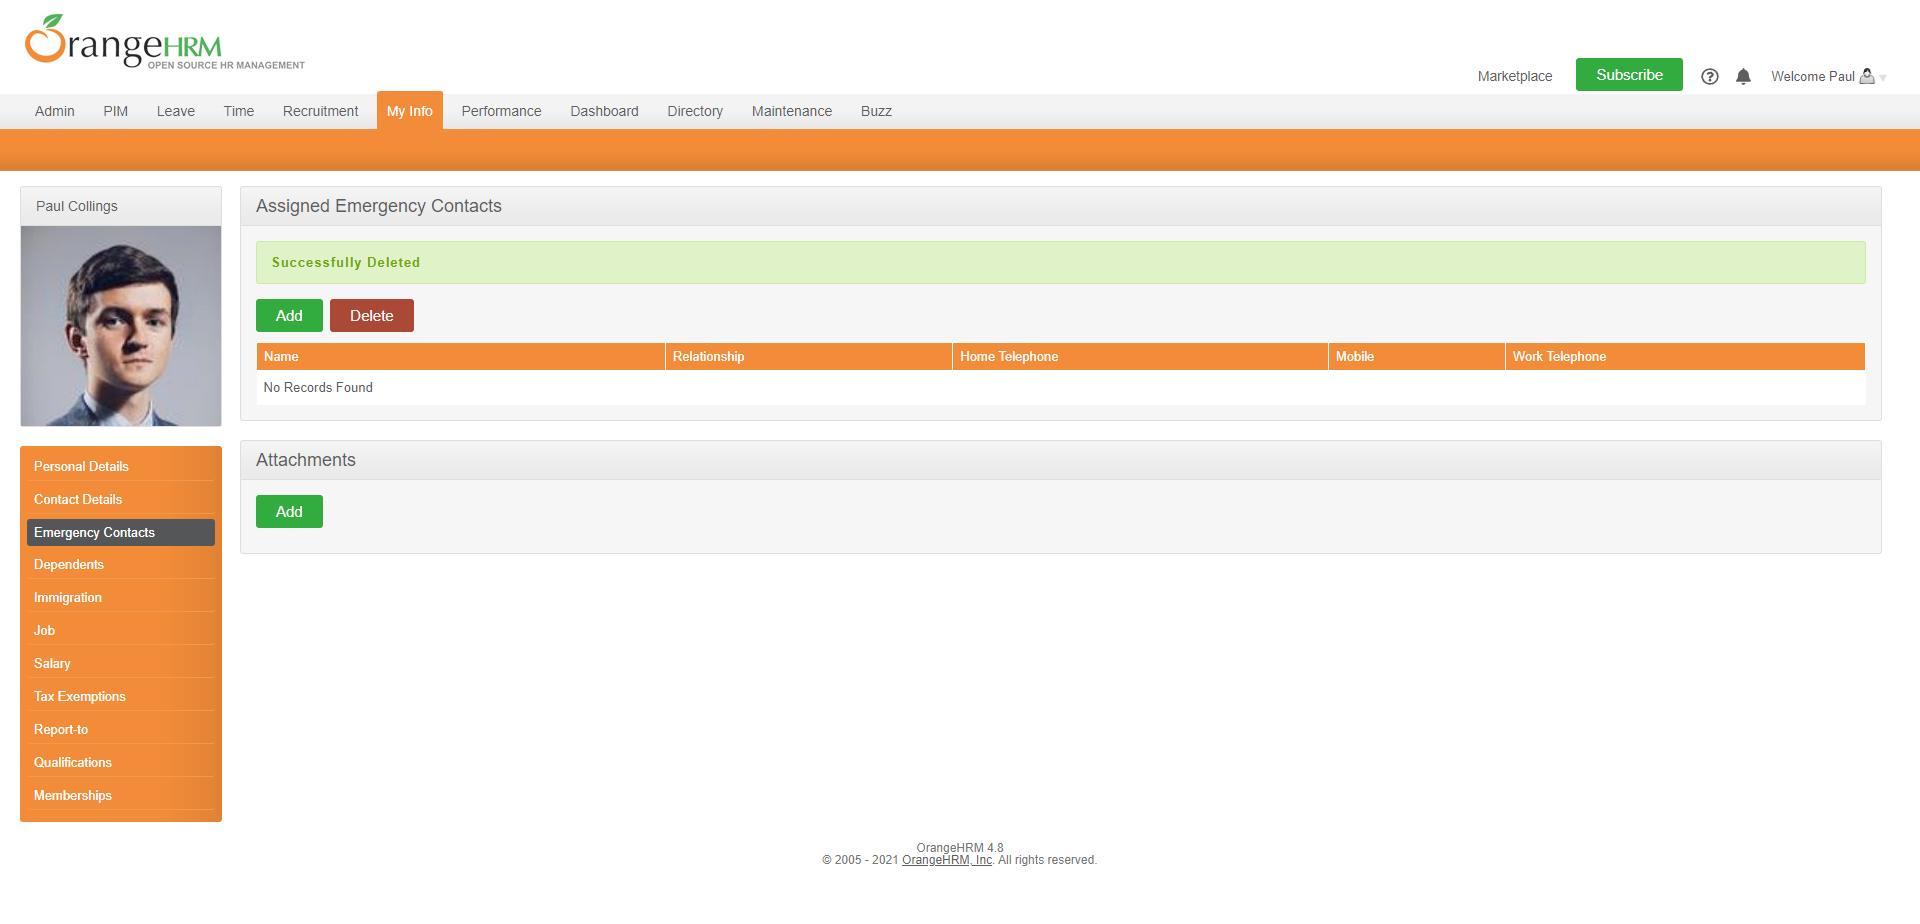 OrangeHRM
OPEN SOURCE HR MANAGEMENT
Marketplace
Subscribe
Welcome Paul
Admin
PIM
Leave
Time
Recruitment
My Info
Performance
Dashboard
Directory
Maintenance
Buzz
Paul Collings
Personal Details
Contact Details
Emergency Contacts
Dependents
Immigration
Job
Salary
Tax Exemptions
Report-to
Qualifications
Memberships
Assigned Emergency Contacts
Successfully Deleted
Add
Delete
Name Relationship Home Telephone Mobile Work Telephone
No Records Found
Attachments
Add
OrangeHRM 4.8
© 2005 - 2021 OrangeHRM, Inc. All rights reserved.